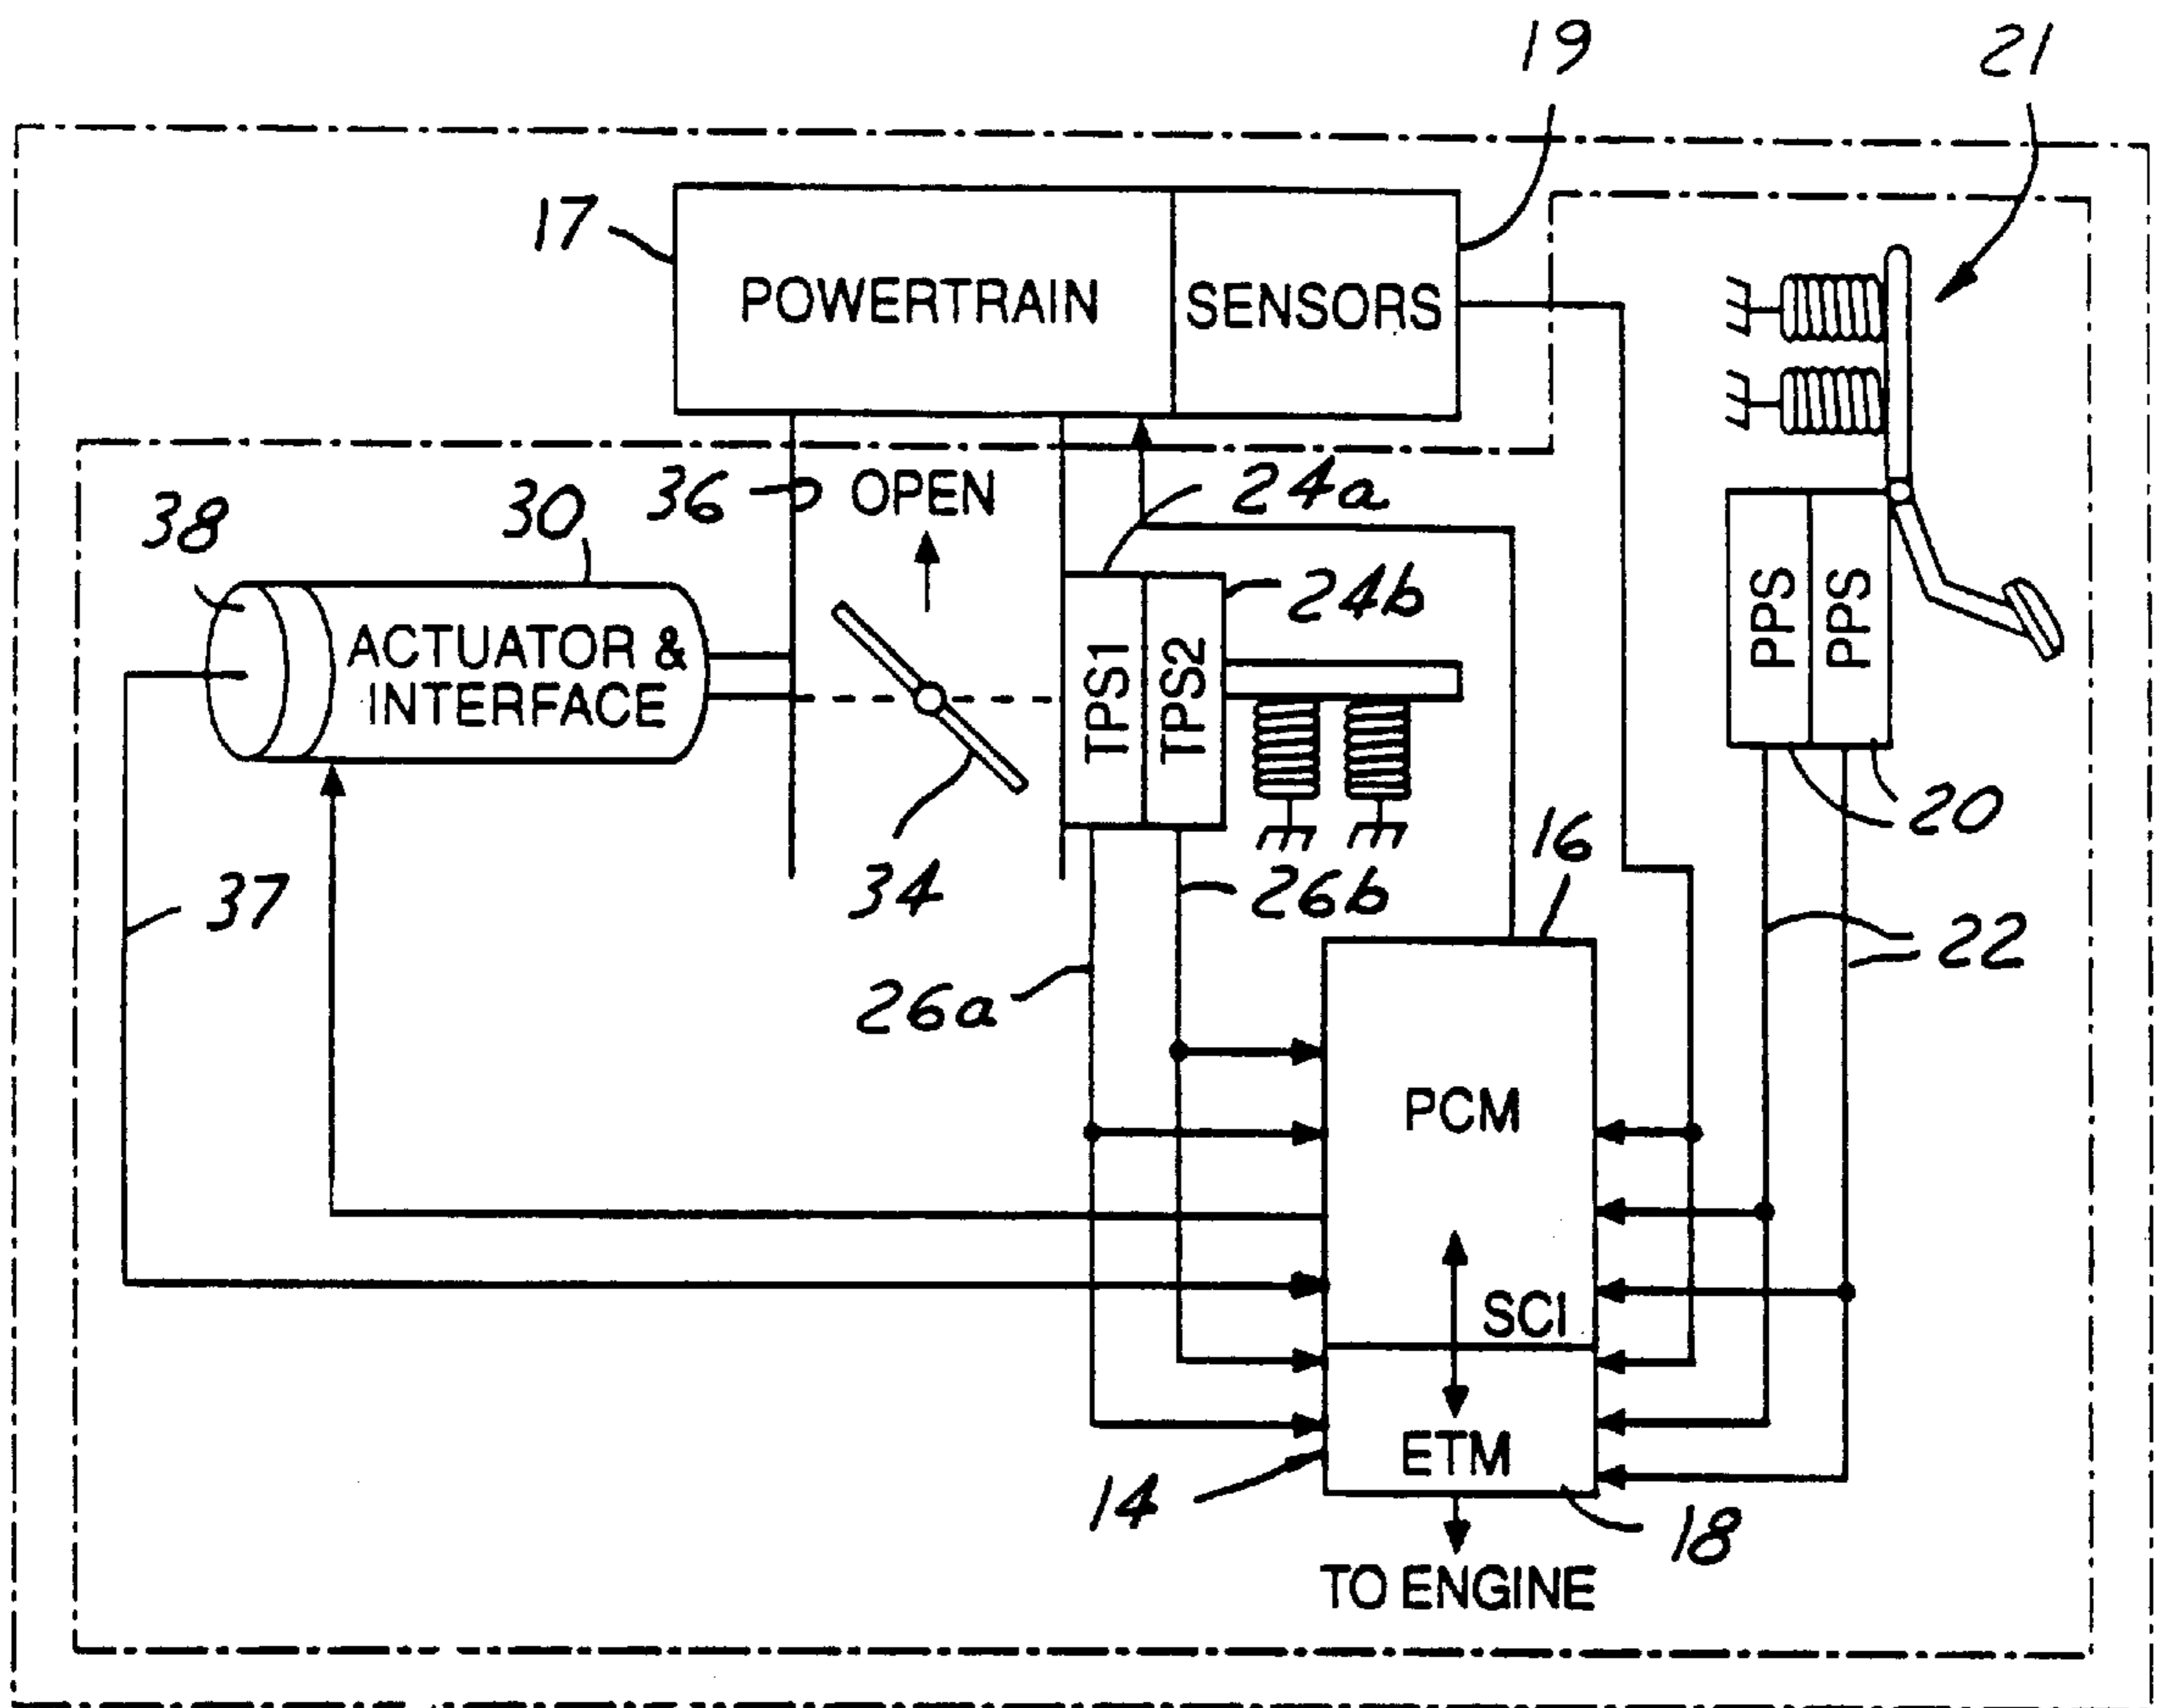 19
21
17
POWERTRAIN
SENSORS
36
OPEN
24a
38
30
24b
ACTUATOR &
INTERFACE
TPS1
TPS2
PPS
PPS
20
16
34
26b
37
22
26a
PCM
SCI
ETM
14
18
TO ENGINE